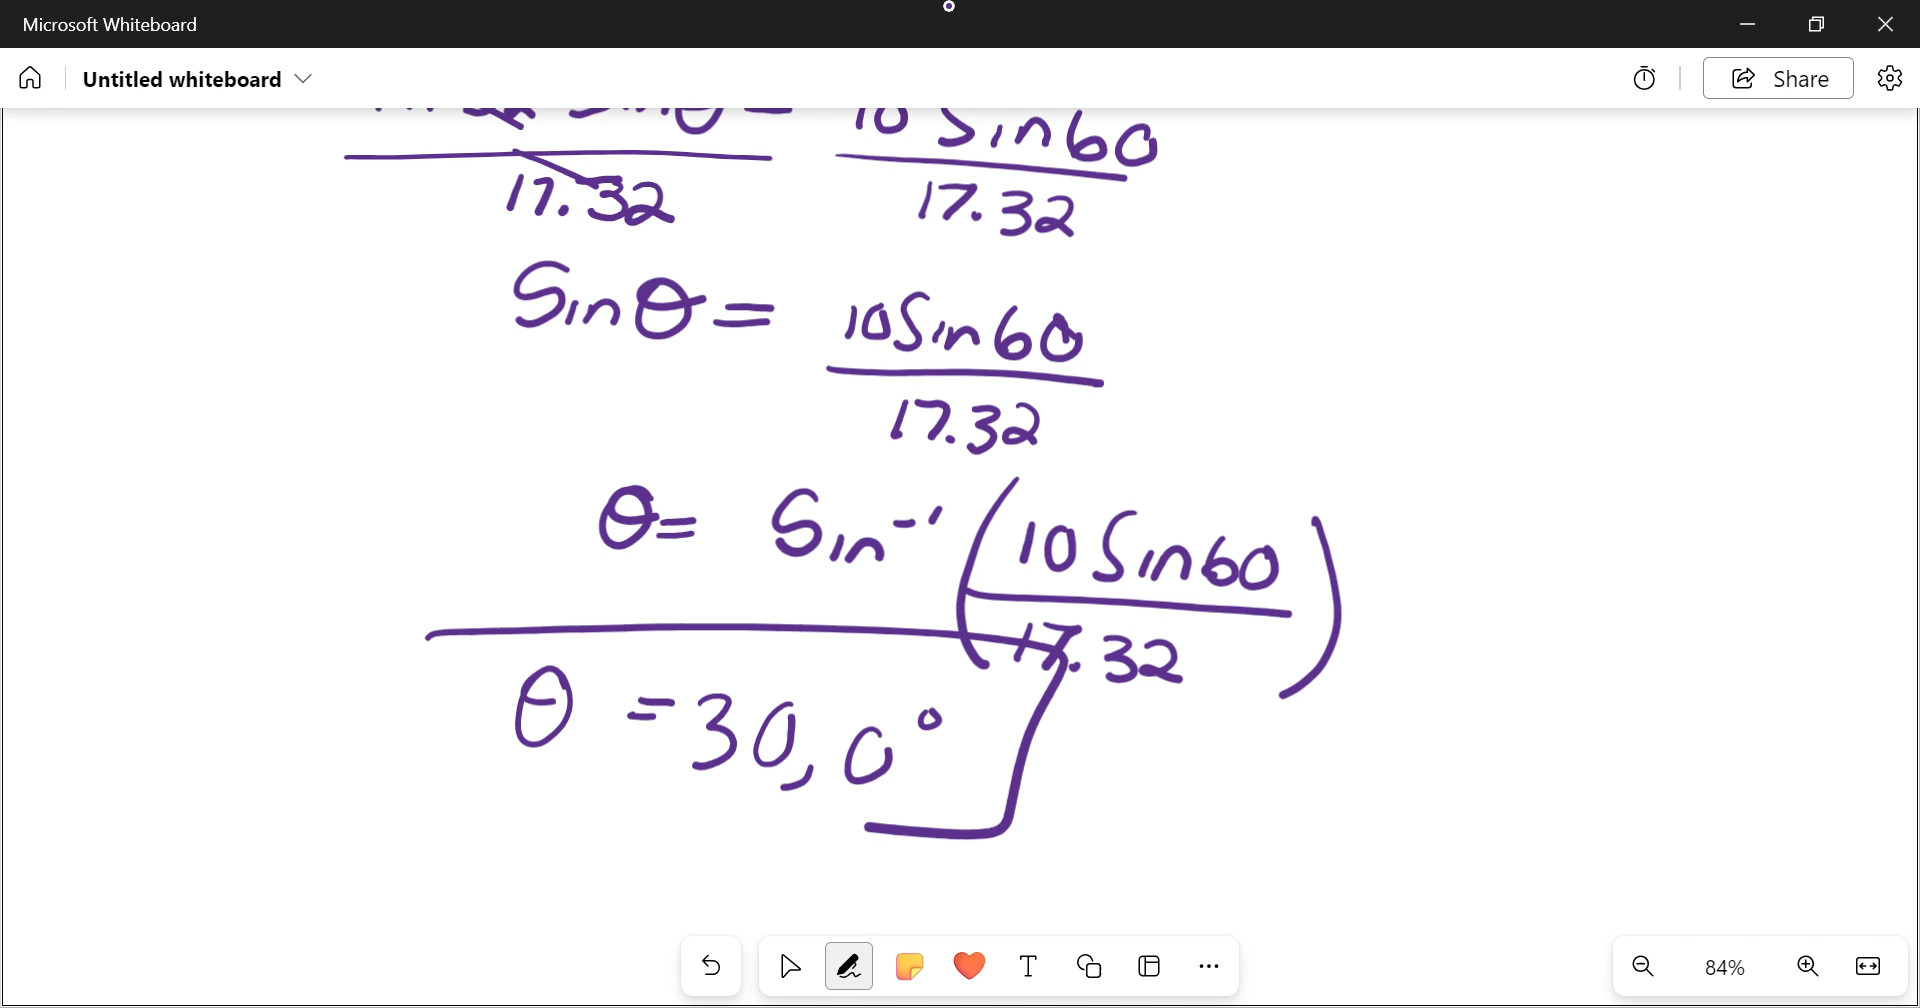 Microsoft Whiteboard
Untitled whiteboard
Share
Sinθ = 10 Sin60
17.32 17.32
Sinθ = 10Sin60
17.32
θ = Sin⁻¹ (10 Sin60
17.32)
θ = 30,0°
84%